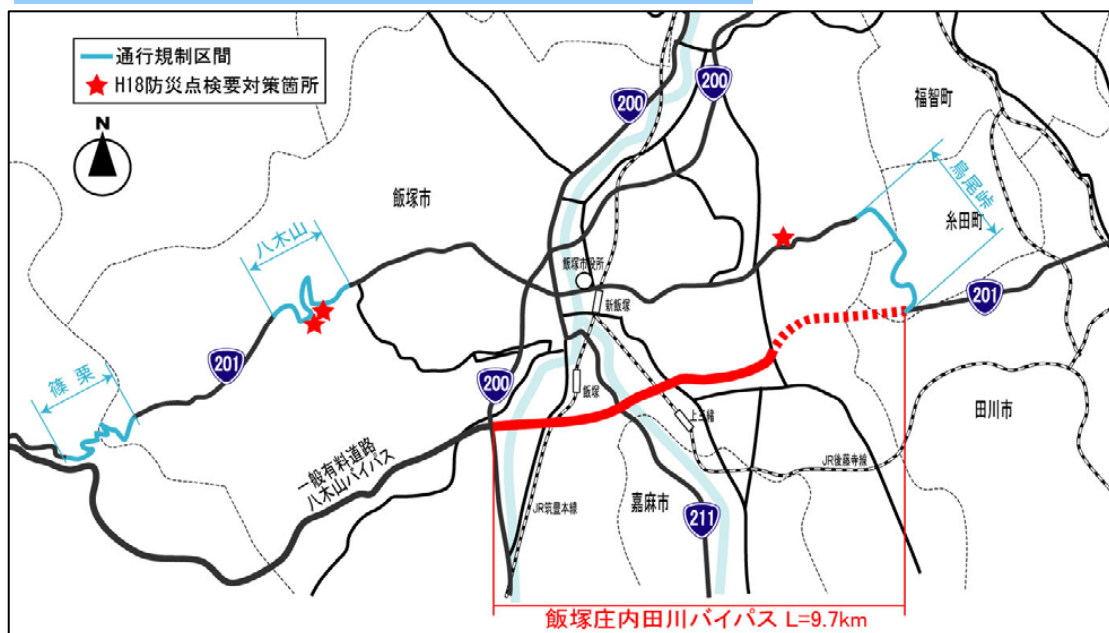 通行規制区間
H18防災点検要対策箇所
N
200
200
福智町
烏尾峠
糸田町
飯塚市
八木山
飯塚市役所
新飯塚
201
201
篠栗
200
飯塚
上三緒
田川市
一般有料道路
八木山バイパス
JR後藤寺線
JR筑豊本線
嘉麻市
211
飯塚庄内田川バイパス L=9.7km